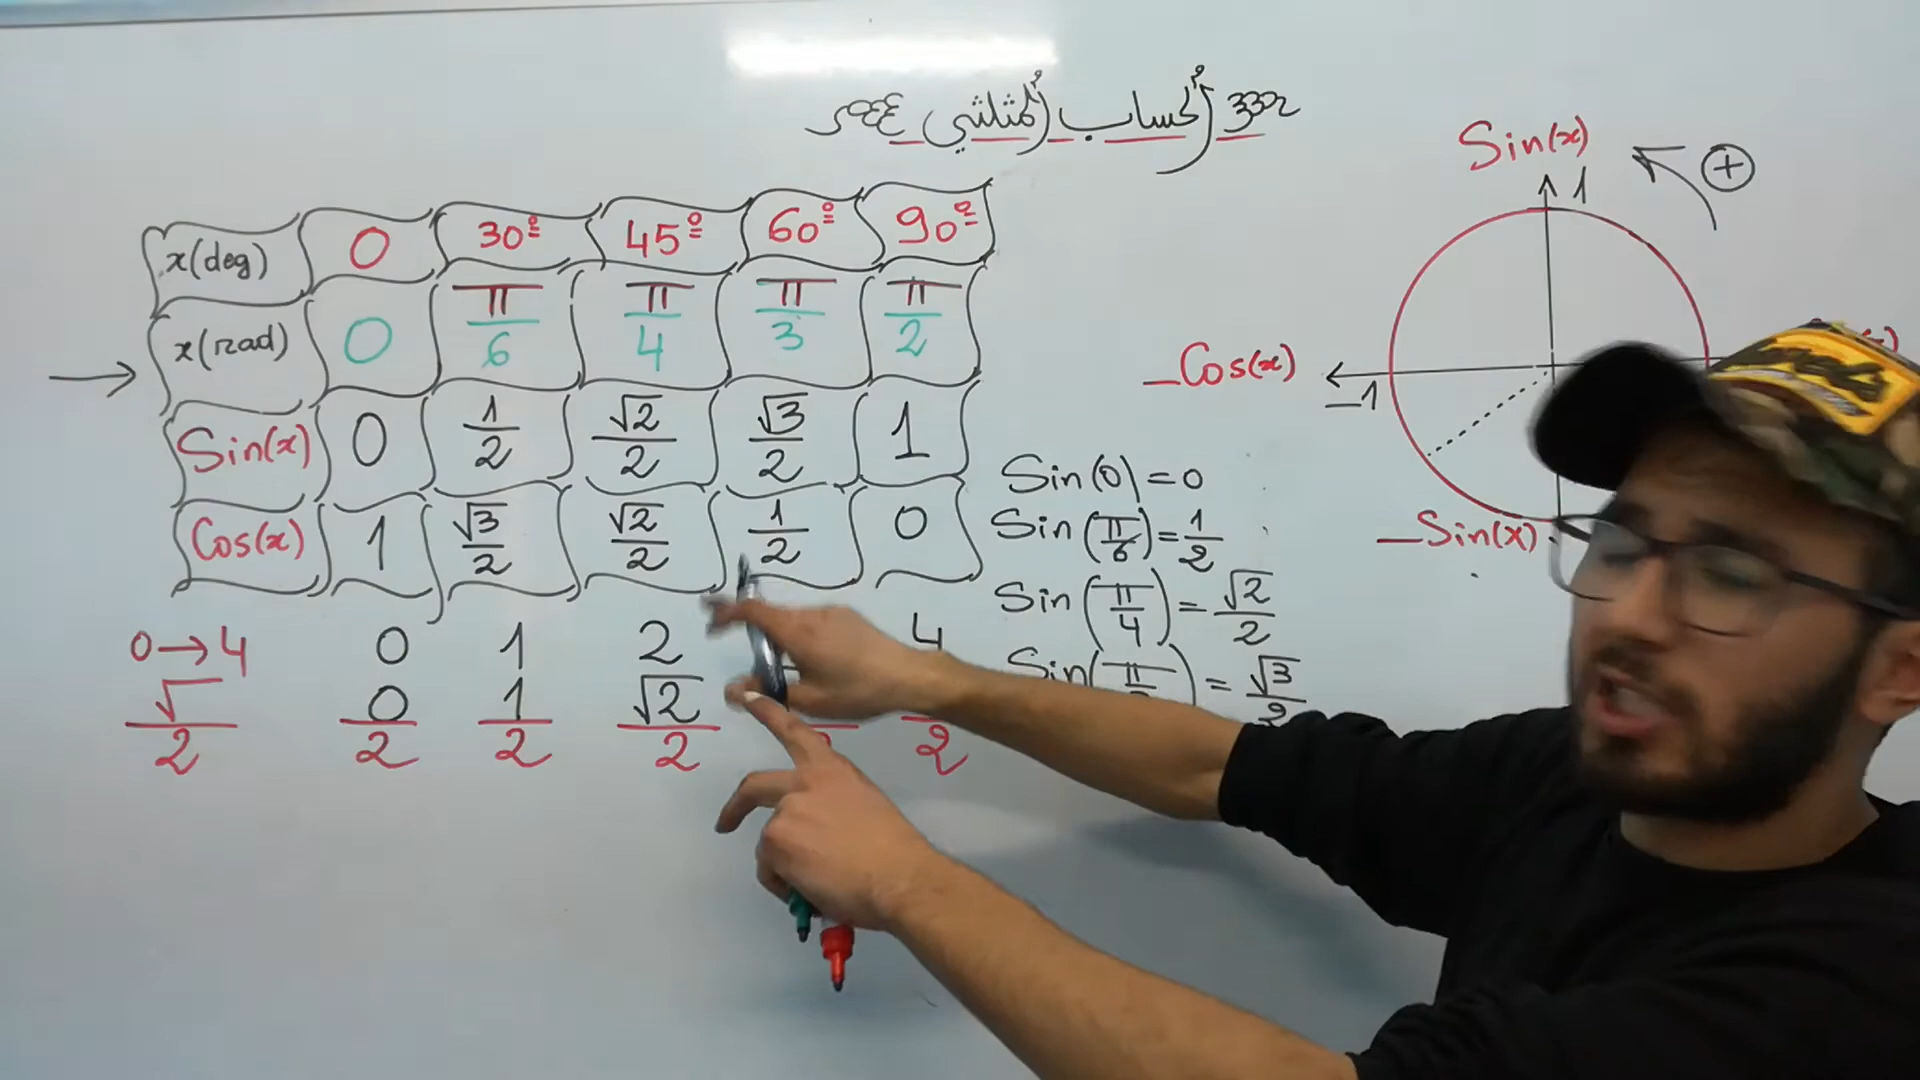 الحساب المثلثي
x(deg) 0 30° 45° 60° 90°
x(rad) 0 π/6 π/4 π/3 π/2
Sin(x) 0 1/2 √2/2 √3/2 1
Cos(x) 1 √3/2 √2/2 1/2 0
0→4 0 1 2 4
√/2 0/2 1/2 √2/2 2
Sin(0)=0
Sin(π/6)=1/2
Sin(π/4)=√2/2
Sin(π/ )=√3/2
Sin(x)
+
1
-Cos(x)
-1
-Sin(x)